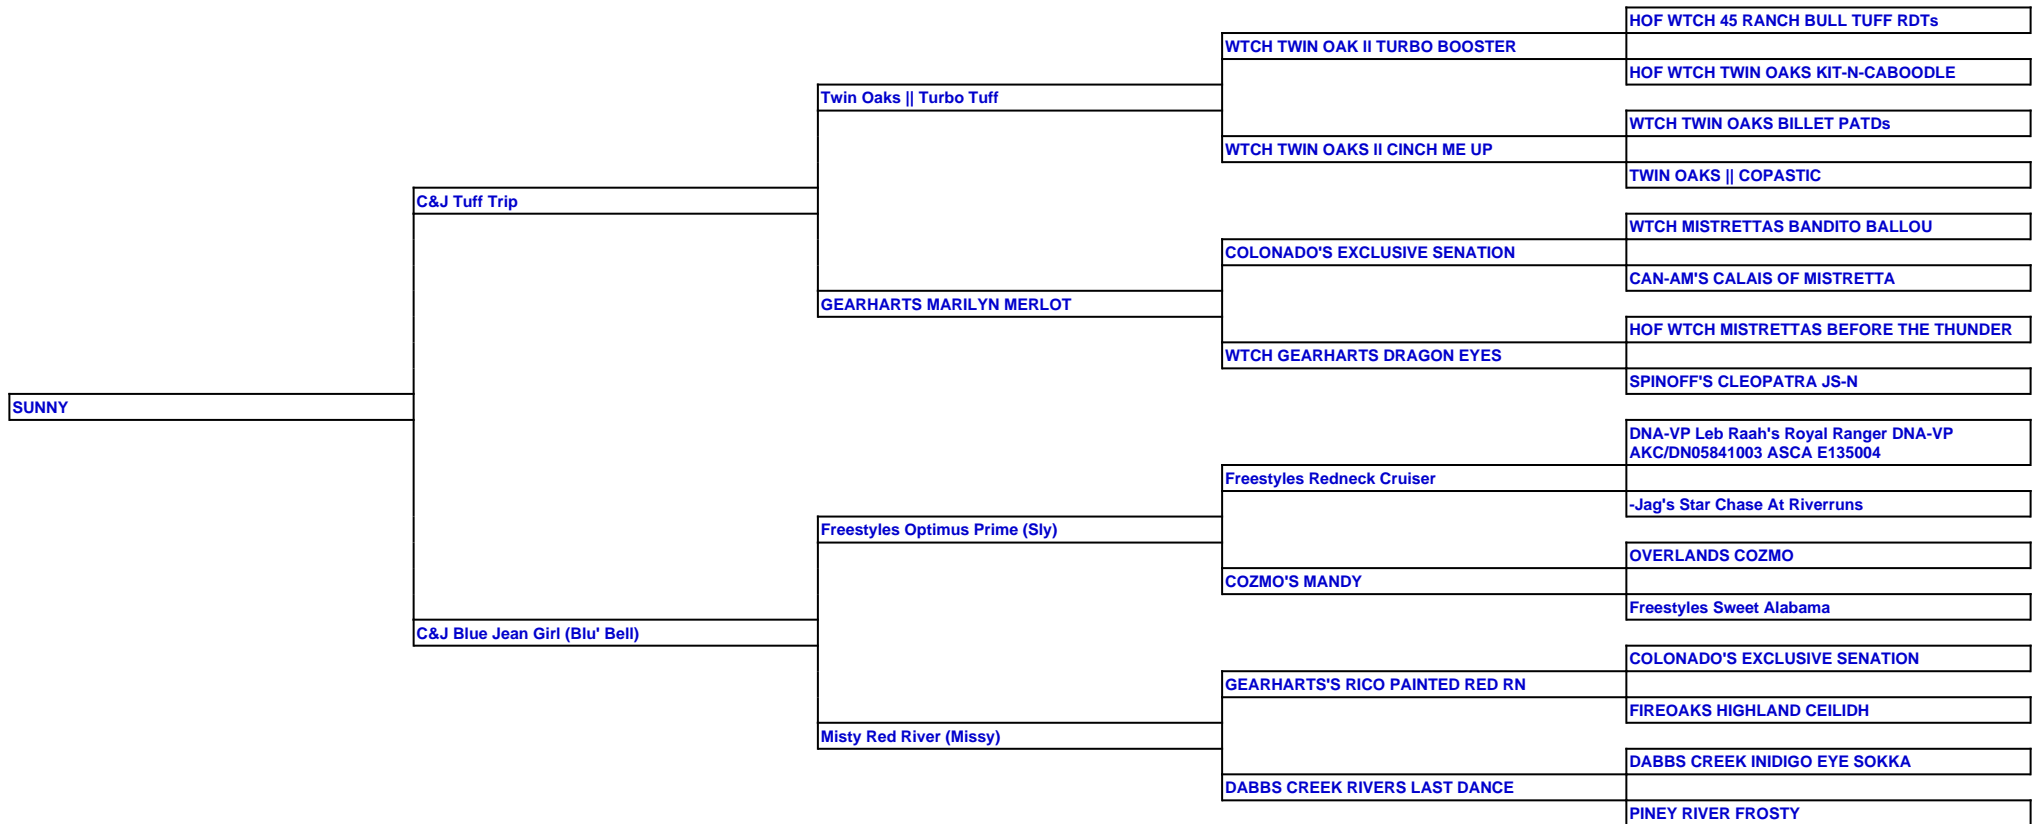 HOF WTCH 45 RANCH BULL TUFF RDTs
WTCH TWIN OAK II TURBO BOOSTER
HOF WTCH TWIN OAKS KIT-N-CABOODLE
Twin Oaks || Turbo Tuff
WTCH TWIN OAKS BILLET PATDs
WTCH TWIN OAKS II CINCH ME UP
TWIN OAKS || COPASTIC
C&J Tuff Trip
WTCH MISTRETTAS BANDITO BALLOU
COLONADO'S EXCLUSIVE SENATION
CAN-AM'S CALAIS OF MISTRETTA
GEARHARTS MARILYN MERLOT
HOF WTCH MISTRETTAS BEFORE THE THUNDER
WTCH GEARHARTS DRAGON EYES
SPINOFF'S CLEOPATRA JS-N
SUNNY
DNA-VP Leb Raah's Royal Ranger DNA-VP
AKC/DN05841003 ASCA E135004
Freestyles Redneck Cruiser
-Jag's Star Chase At Riverruns
Freestyles Optimus Prime (Sly)
OVERLANDS COZMO
COZMO'S MANDY
Freestyles Sweet Alabama
C&J Blue Jean Girl (Blu' Bell)
COLONADO'S EXCLUSIVE SENATION
GEARHARTS'S RICO PAINTED RED RN
FIREOAKS HIGHLAND CEILIDH
Misty Red River (Missy)
DABBS CREEK INIDIGO EYE SOKKA
DABBS CREEK RIVERS LAST DANCE
PINEY RIVER FROSTY